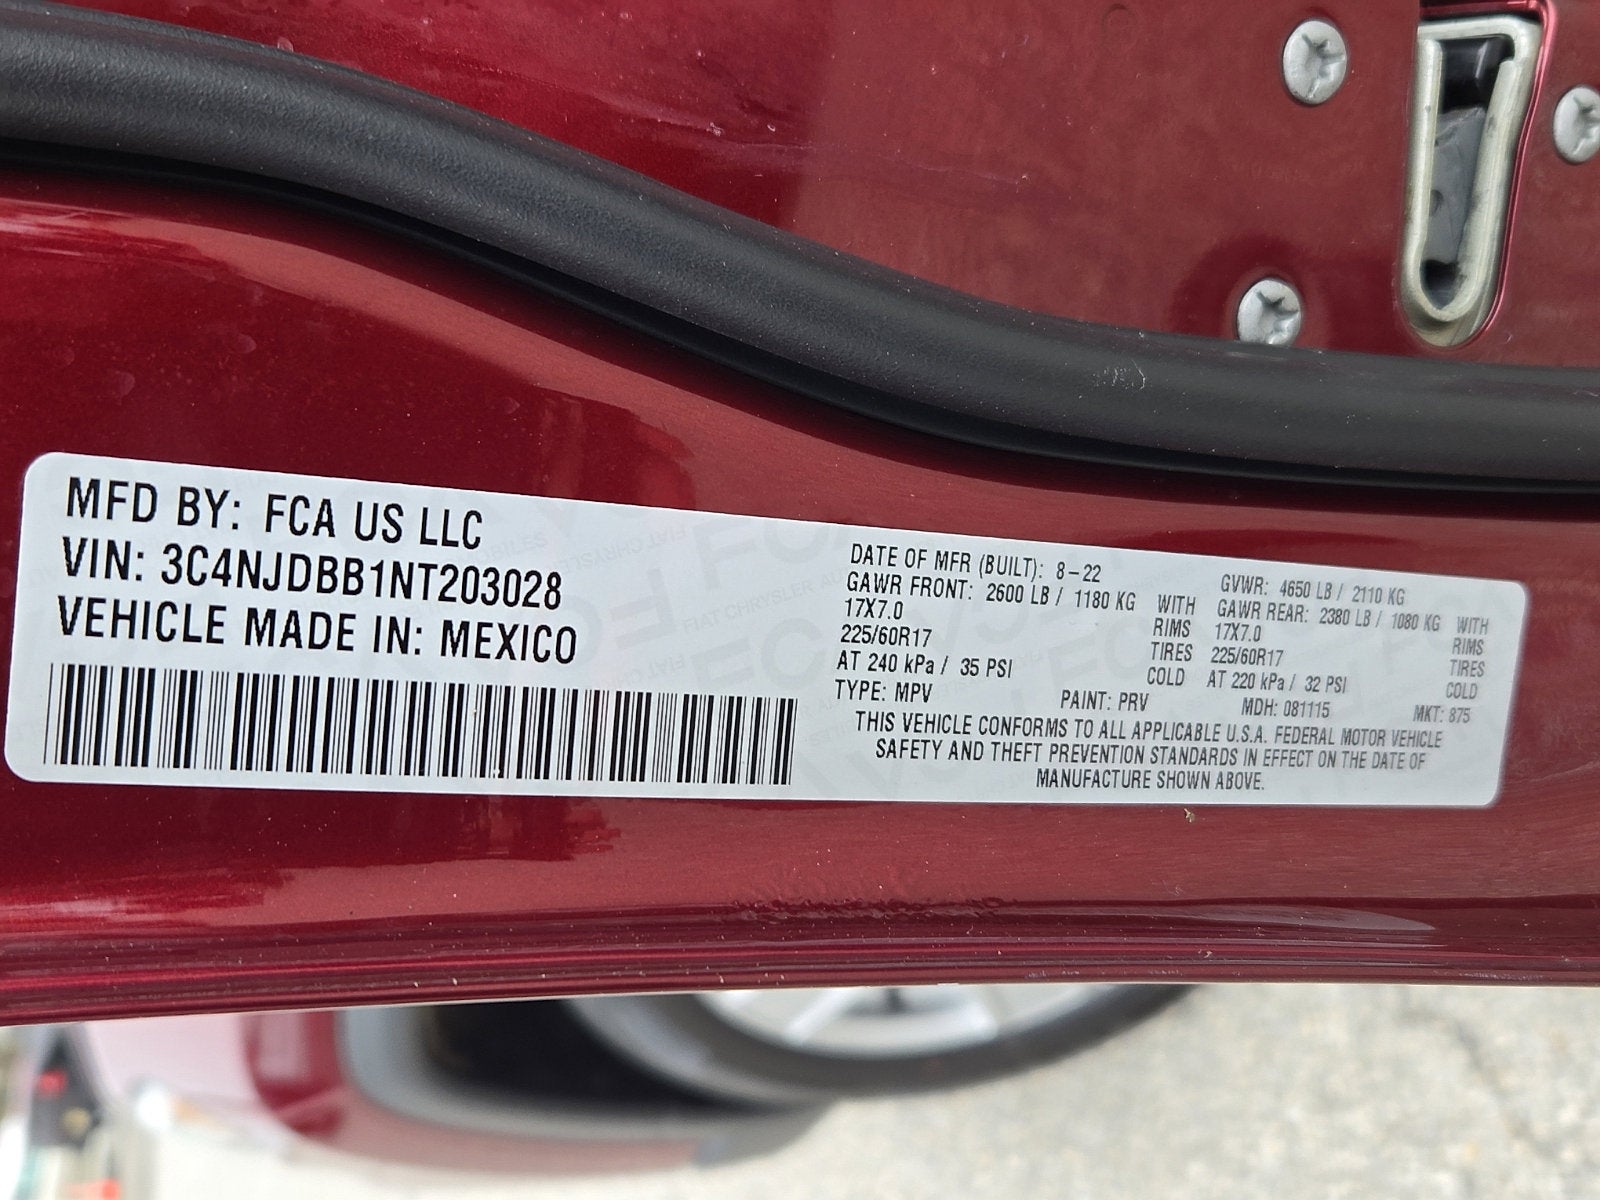 MFD BY: FCA US LLC
VIN: 3C4NJDBB1NT203028
VEHICLE MADE IN: MEXICO
DATE OF MFR (BUILT): 8-22 GVWR: 4650 LB / 2110 KG
GAWR FRONT: 2600 LB / 1180 KG WITH GAWR REAR: 2380 LB / 1080 KG WITH
17X7.0 RIMS 17X7.0 RIMS
225/60R17 TIRES 225/60R17 TIRES
AT 240 kPa / 35 PSI COLD AT 220 kPa / 32 PSI COLD
TYPE: MPV PAINT: PRV MDH: 081115 MKT: 875
THIS VEHICLE CONFORMS TO ALL APPLICABLE U.S.A. FEDERAL MOTOR VEHICLE
SAFETY AND THEFT PREVENTION STANDARDS IN EFFECT ON THE DATE OF
MANUFACTURE SHOWN ABOVE.